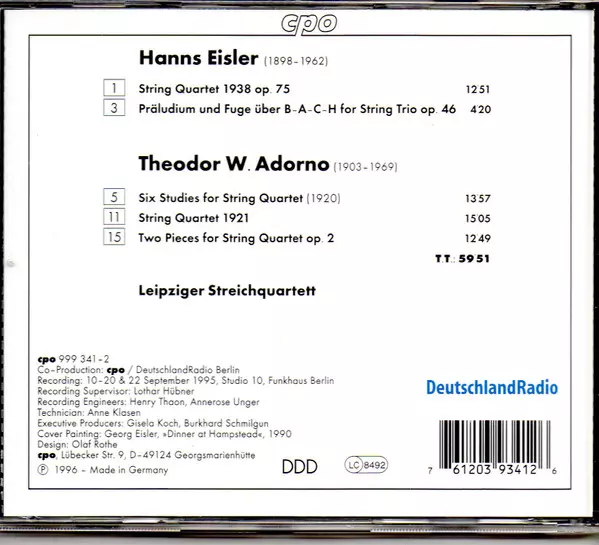 cpo
Hanns Eisler (1898-1962)
1 String Quartet 1938 op. 75 12 51
3 Präludium und Fuge über B-A-C-H for String Trio op. 46 4 20
Theodor W. Adorno (1903-1969)
5 Six Studies for String Quartet (1920) 13 57
11 String Quartet 1921 15 05
15 Two Pieces for String Quartet op. 2 12 49
T.T.: 59 51
Leipziger Streichquartett
cpo 999 341-2
Co-Production: cpo / DeutschlandRadio Berlin
Recording: 10-20 & 22 September 1995, Studio 10, Funkhaus Berlin
Recording Supervisor: Lothar Hübner
Recording Engineers: Henry Thaon, Annerose Unger
Technician: Anne Klasen
Executive Producers: Gisela Koch, Burkhard Schmilgun
Cover Painting: Georg Eisler, »Dinner at Hampstead«, 1990
Design: Olaf Rothe
cpo, Lübecker Str. 9, D-49124 Georgsmarienhütte
℗ 1996 - Made in Germany
DDD
LC 8492
DeutschlandRadio
7 61203 93412 6